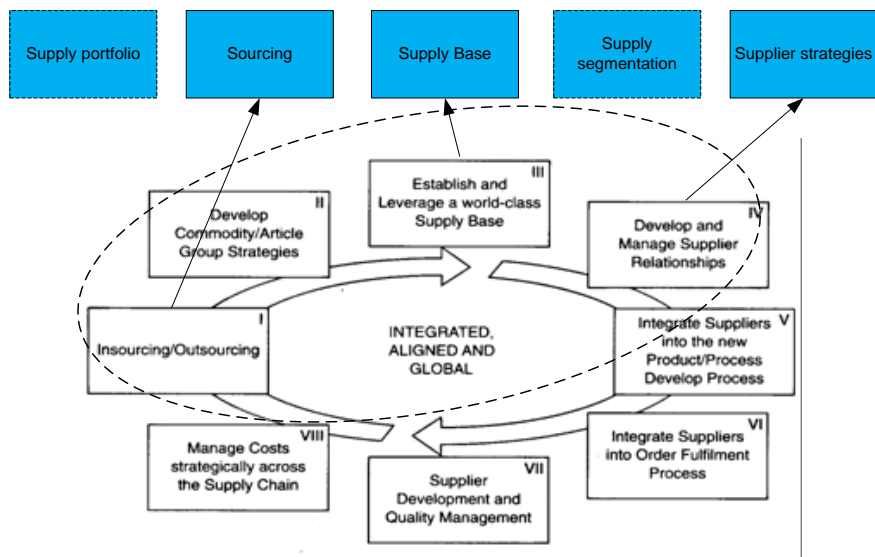 Supply portfolio
Sourcing
Supply Base
Supply
segmentation
Supplier strategies
III
Establish and
Leverage a world-class
Supply Base
II
Develop
Commodity/Article
Group Strategies
IV
Develop and
Manage Supplier
Relationships
I
Insourcing/Outsourcing
INTEGRATED,
ALIGNED AND
GLOBAL
V
Integrate Suppliers
into the new
Product/Process
Develop Process
VIII
Manage Costs
strategically across
the Supply Chain
VI
Integrate Suppliers
into Order Fulfilment
Process
VII
Supplier
Development and
Quality Management